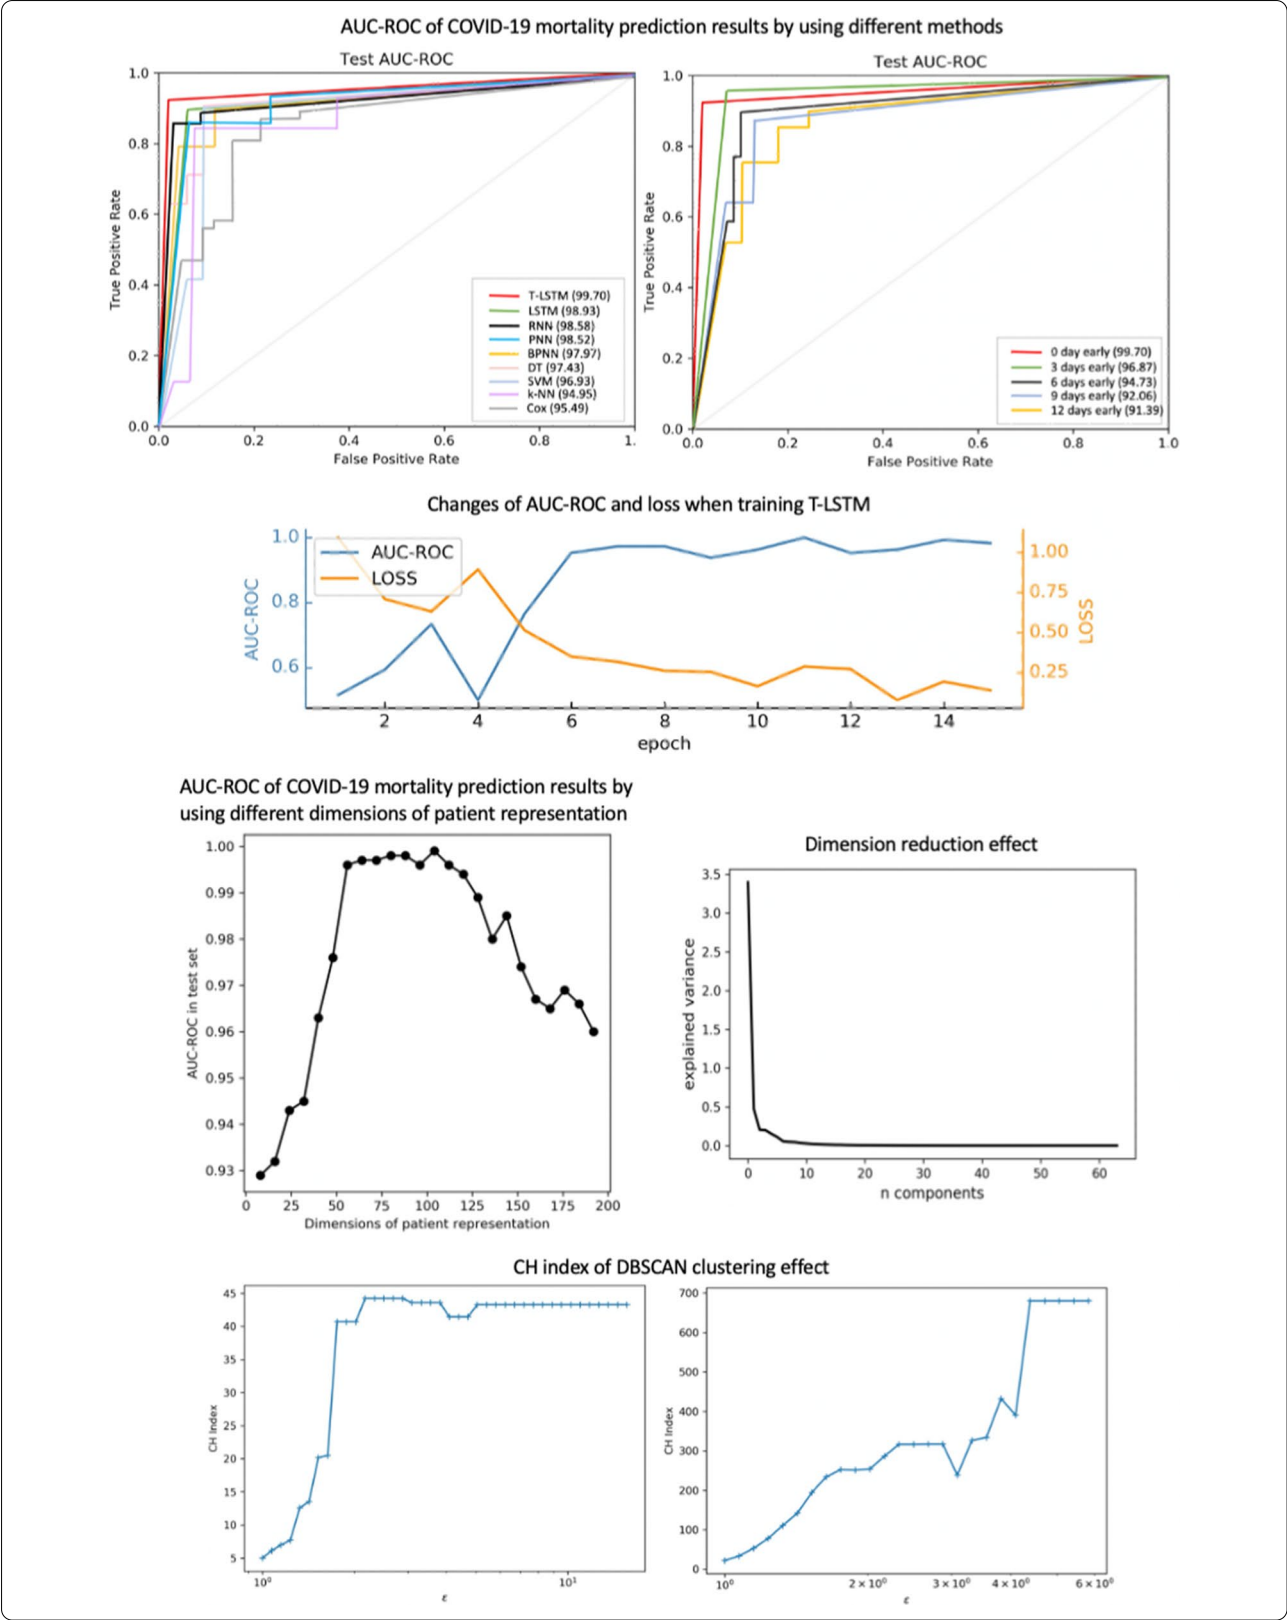 AUC-ROC of COVID-19 mortality prediction results by using different methods
Test AUC-ROC
1.0
0.8
0.6
0.4
0.2
0.0
True Positive Rate
0.0 0.2 0.4 0.6 0.8 1.
False Positive Rate
T-LSTM (99.70)
LSTM (98.93)
RNN (98.58)
PNN (98.52)
BPNN (97.97)
DT (97.43)
SVM (96.93)
k-NN (94.95)
Cox (95.49)
Test AUC-ROC
1.0
0.8
0.6
0.4
0.2
0.0
True Positive Rate
0.0 0.2 0.4 0.6 0.8 1.0
False Positive Rate
0 day early (99.70)
3 days early (96.87)
6 days early (94.73)
9 days early (92.06)
12 days early (91.39)
Changes of AUC-ROC and loss when training T-LSTM
AUC-ROC
LOSS
1.0
0.8
0.6
AUC-ROC
1.00
0.75
0.50
0.25
LOSS
2 4 6 8 10 12 14
epoch
AUC-ROC of COVID-19 mortality prediction results by
using different dimensions of patient representation
1.00
0.99
0.98
0.97
0.96
0.95
0.94
0.93
AUC-ROC in test set
0 25 50 75 100 125 150 175 200
Dimensions of patient representation
Dimension reduction effect
3.5
3.0
2.5
2.0
1.5
1.0
0.5
0.0
explained variance
0 10 20 30 40 50 60
n components
CH index of DBSCAN clustering effect
45
40
35
30
25
20
15
10
5
CH Index
10⁰ 10¹
ε
700
600
500
400
300
200
100
0
CH Index
10⁰ 2×10⁰ 3×10⁰ 4×10⁰ 6×10⁰
ε